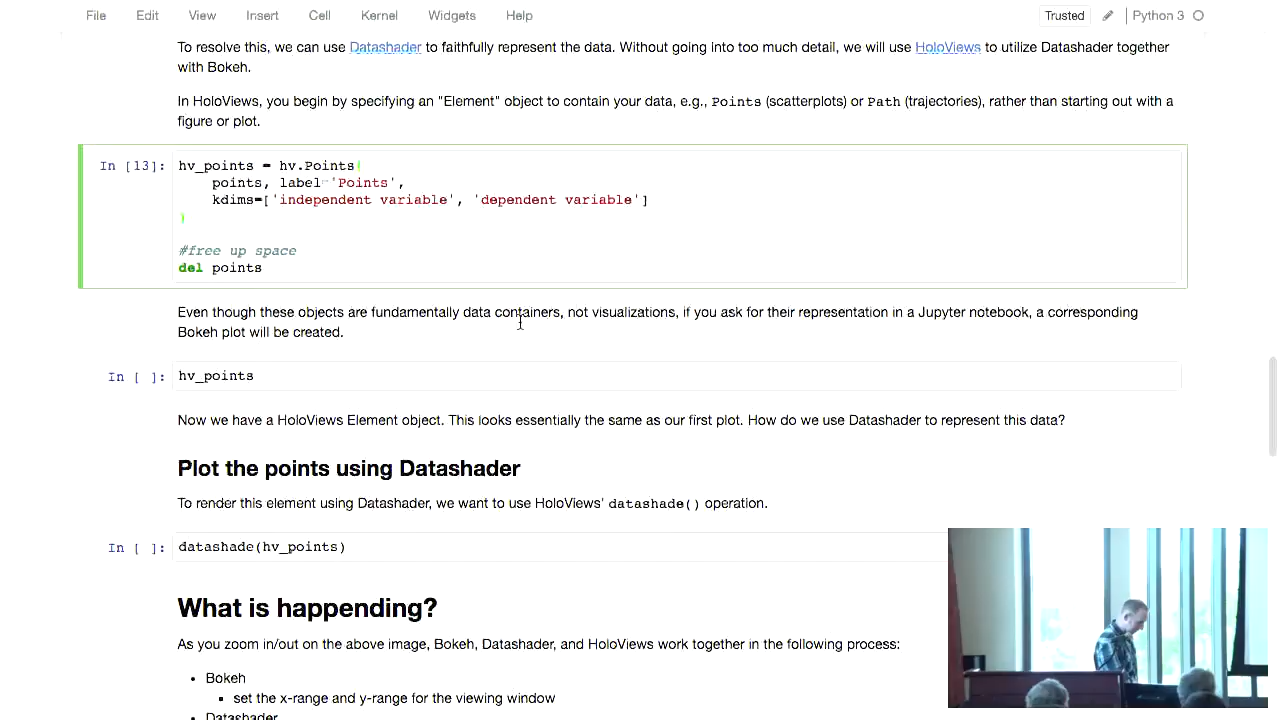 File Edit View Insert Cell Kernel Widgets Help Trusted Python 3
To resolve this, we can use Datashader to faithfully represent the data. Without going into too much detail, we will use HoloViews to utilize Datashader together
with Bokeh.
In HoloViews, you begin by specifying an "Element" object to contain your data, e.g., Points (scatterplots) or Path (trajectories), rather than starting out with a
figure or plot.
In [13]: hv_points = hv.Points(
points, label='Points',
kdims=['independent variable', 'dependent variable']
)
#free up space
del points
Even though these objects are fundamentally data containers, not visualizations, if you ask for their representation in a Jupyter notebook, a corresponding
Bokeh plot will be created.
In [ ]: hv_points
Now we have a HoloViews Element object. This looks essentially the same as our first plot. How do we use Datashader to represent this data?
Plot the points using Datashader
To render this element using Datashader, we want to use HoloViews' datashade() operation.
In [ ]: datashade(hv_points)
What is happending?
As you zoom in/out on the above image, Bokeh, Datashader, and HoloViews work together in the following process:
• Bokeh
▪ set the x-range and y-range for the viewing window
• Datashader